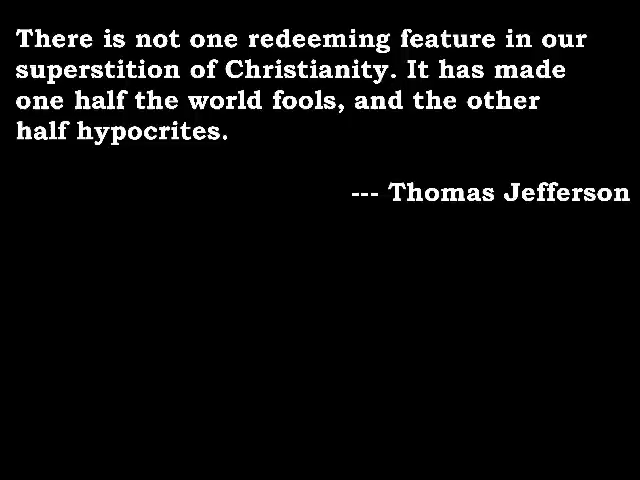 There is not one redeeming feature in our
superstition of Christianity. It has made
one half the world fools, and the other
half hypocrites.
--- Thomas Jefferson